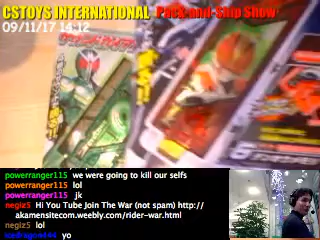 CSTOYS INTERNATIONAL Pack-and-Ship Show
09/11/17 14:12
powerranger115 we were going to kill our selfs
powerranger115 lol
powerranger115 jk
negiz5 Hi You Tube Join The War (not spam) http://
akamensitecom.weebly.com/rider-war.html
negiz5 lol
icedragon644 yo